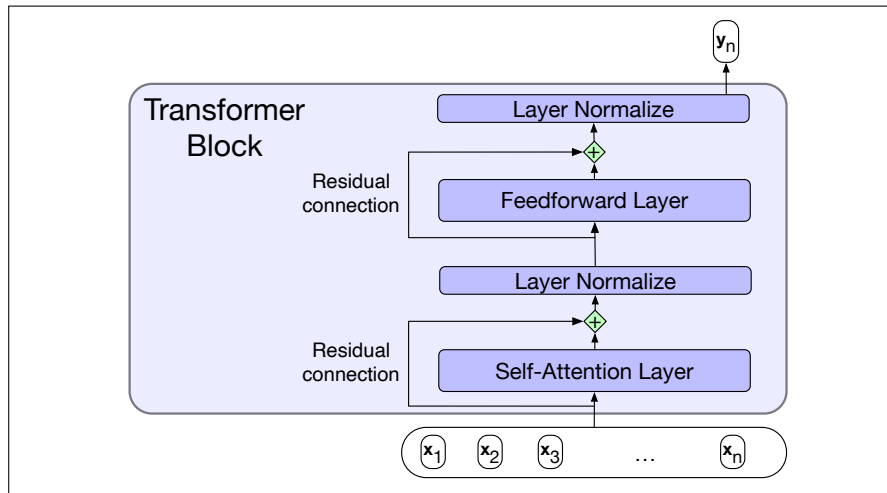 yn
Transformer
Block
Layer Normalize
+
Residual
connection
Feedforward Layer
Layer Normalize
+
Residual
connection
Self-Attention Layer
x1 x2 x3 ... xn